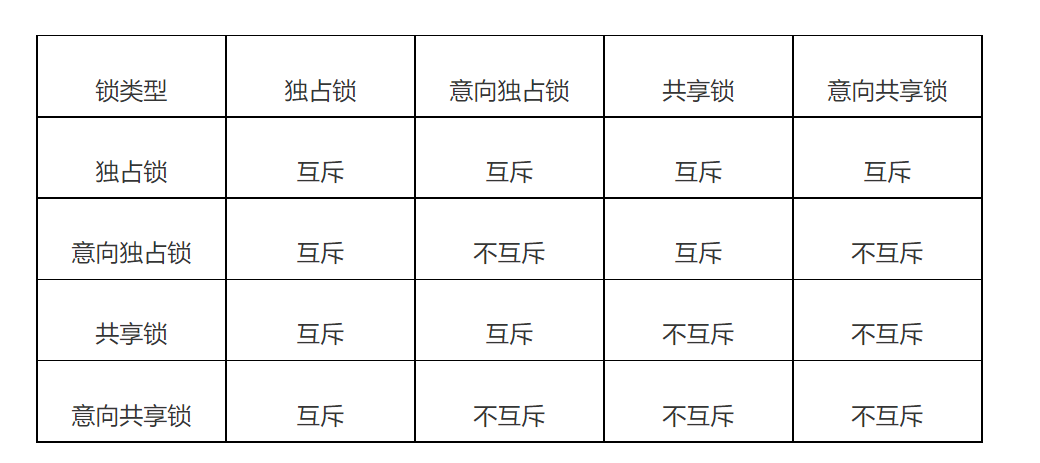 锁类型 独占锁 意向独占锁 共享锁 意向共享锁
独占锁 互斥 互斥 互斥 互斥
意向独占锁 互斥 不互斥 互斥 不互斥
共享锁 互斥 互斥 不互斥 不互斥
意向共享锁 互斥 不互斥 不互斥 不互斥